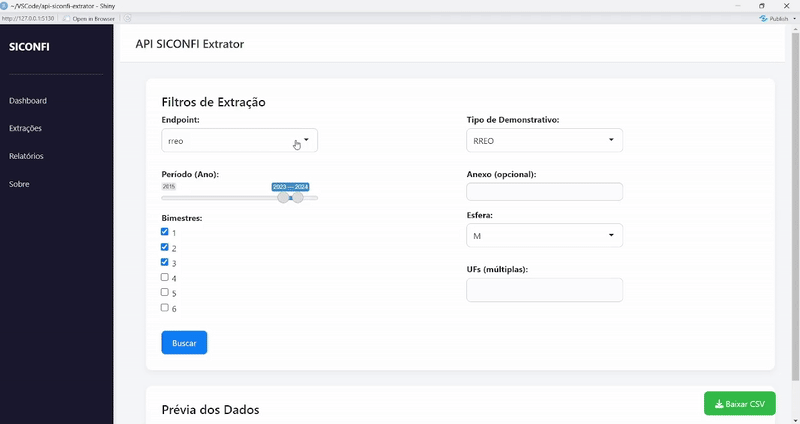 ~/VSCode/api-siconfi-extrator - Shiny
http://127.0.0.1:5130 Open in Browser Publish
SICONFI
API SICONFI Extrator
Dashboard
Extrações
Relatórios
Sobre
Filtros de Extração
Endpoint:
rreo
Tipo de Demonstrativo:
RREO
Período (Ano):
2015
2023 — 2024
Anexo (opcional):
Bimestres:
1
2
3
4
5
6
Esfera:
M
UFs (múltiplas):
Buscar
Prévia dos Dados
Baixar CSV